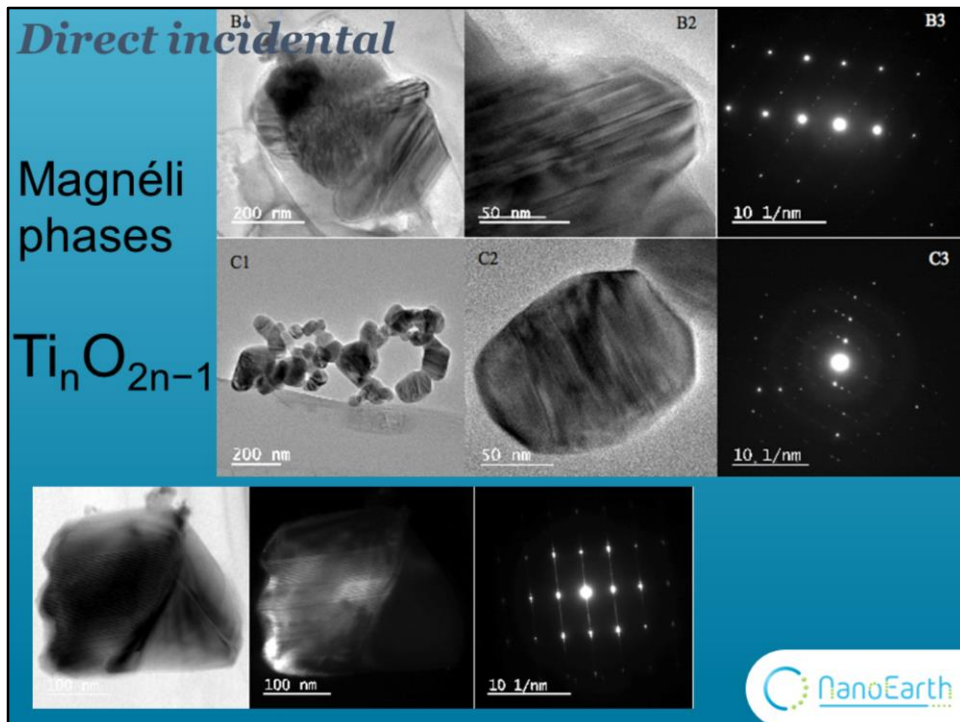 Direct incidental
Magnéli
phases
TiₙO₂ₙ₋₁
B1
200 nm
B2
50 nm
B3
10 1/nm
C1
200 nm
C2
50 nm
C3
10 1/nm
100 nm
100 nm
10 1/nm
NanoEarth